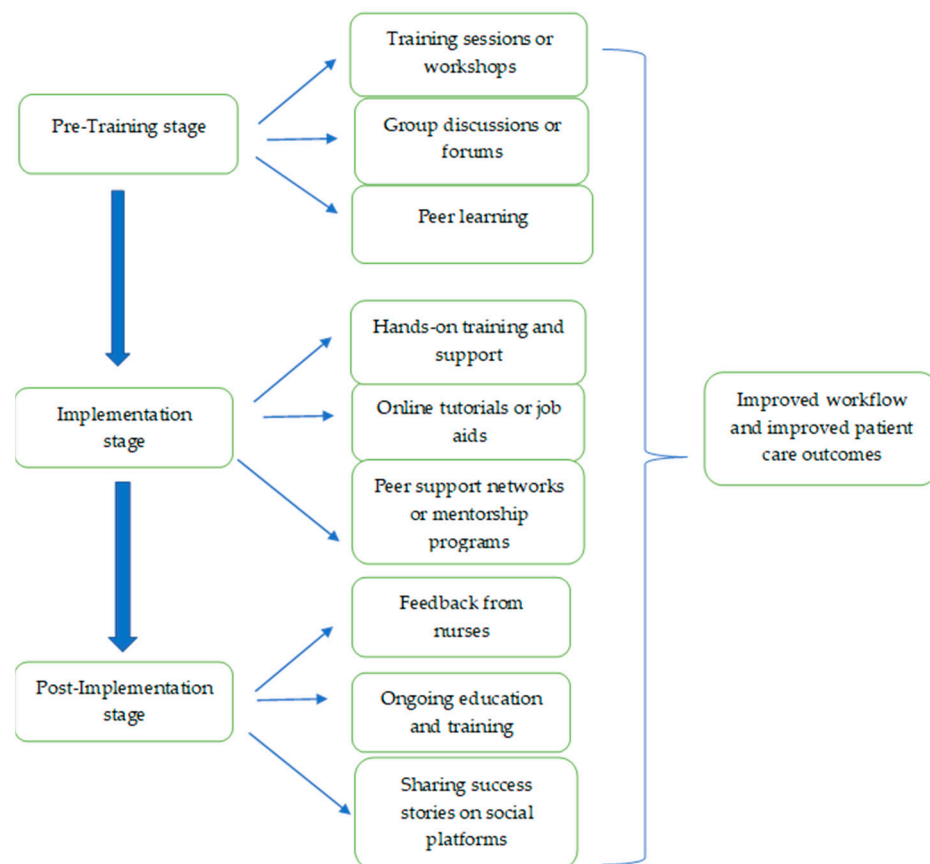 Training sessions or
workshops
Pre-Training stage
Group discussions or
forums
Peer learning
Hands-on training and
support
Implementation
stage
Online tutorials or job
aids
Peer support networks
or mentorship
programs
Improved workflow
and improved patient
care outcomes
Feedback from
nurses
Post-Implementation
stage
Ongoing education
and training
Sharing success
stories on social
platforms